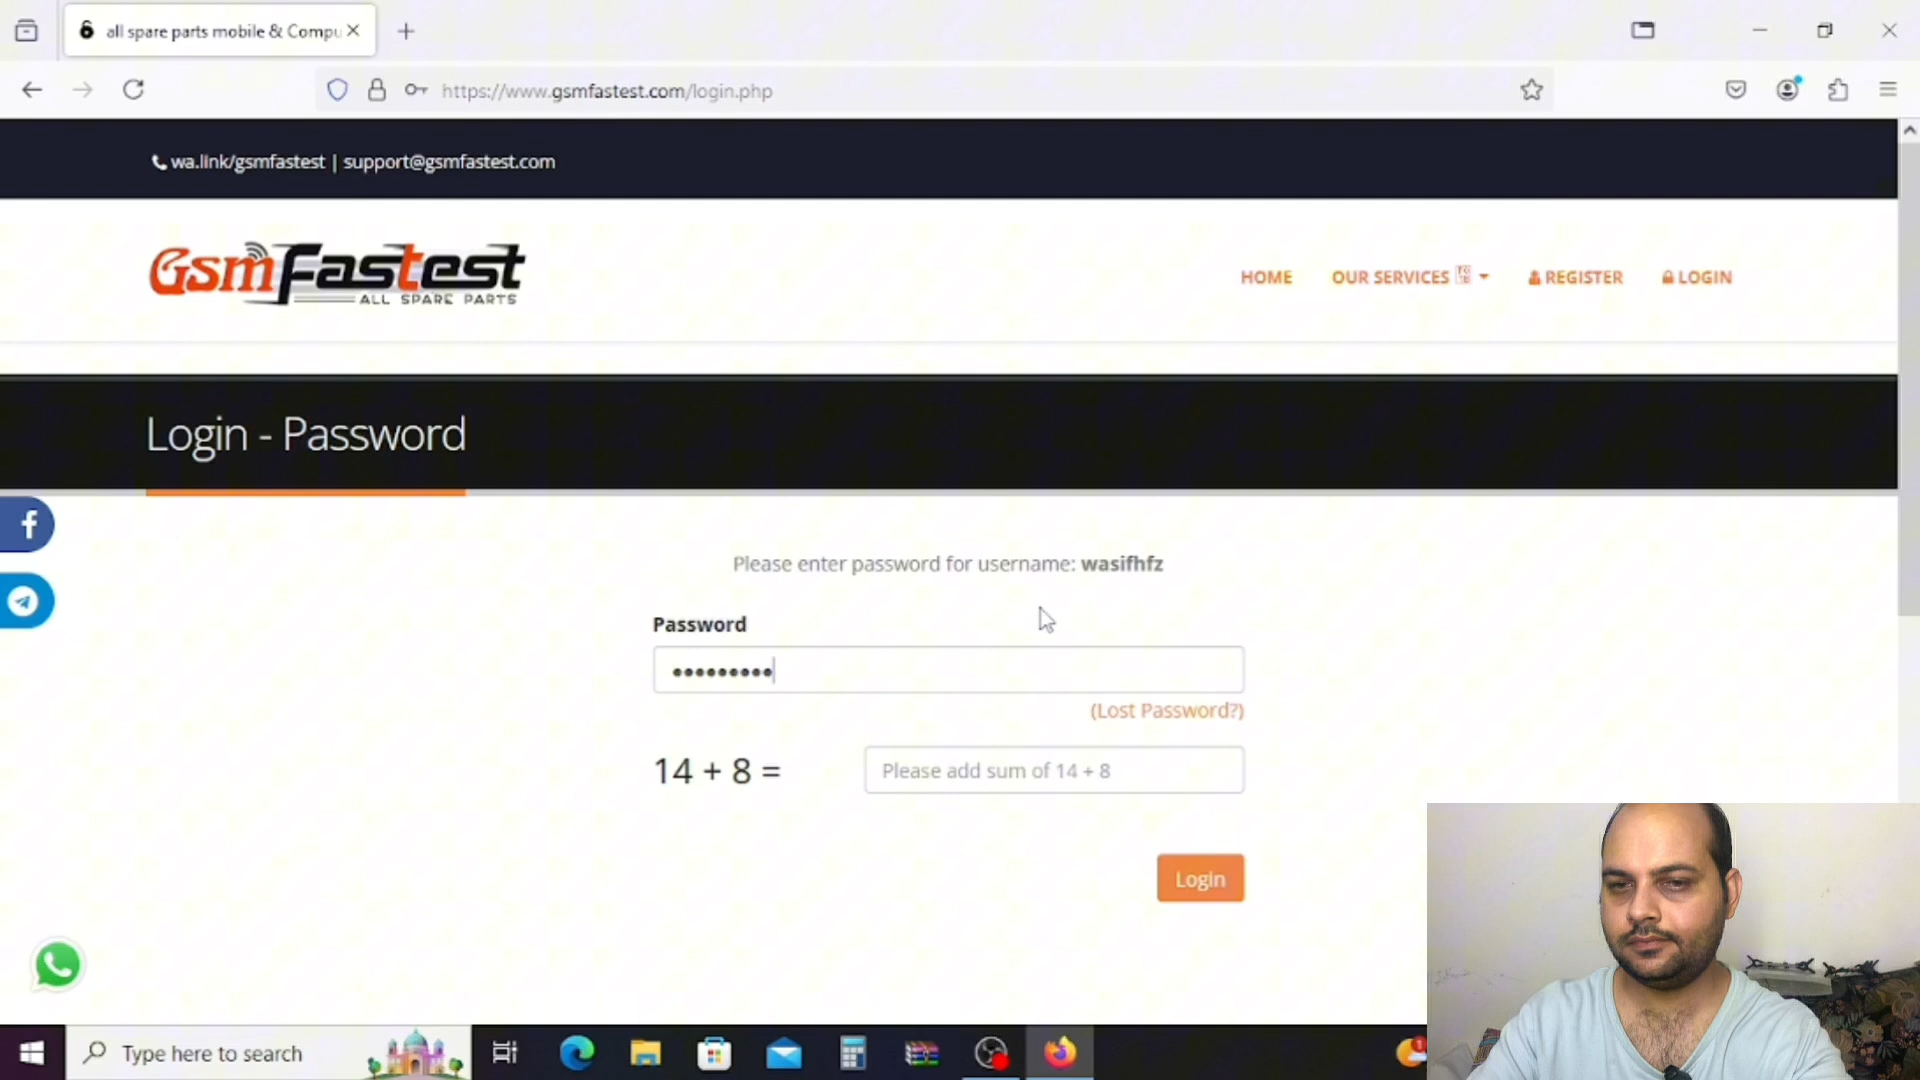 all spare parts mobile & Compu
https://www.gsmfastest.com/login.php
wa.link/gsmfastest | support@gsmfastest.com
GsmFastest
ALL SPARE PARTS
HOME
OUR SERVICES
REGISTER
LOGIN
Login - Password
Please enter password for username: wasifhfz
Password
(Lost Password?)
14 + 8 =
Please add sum of 14 + 8
Login
Type here to search
1